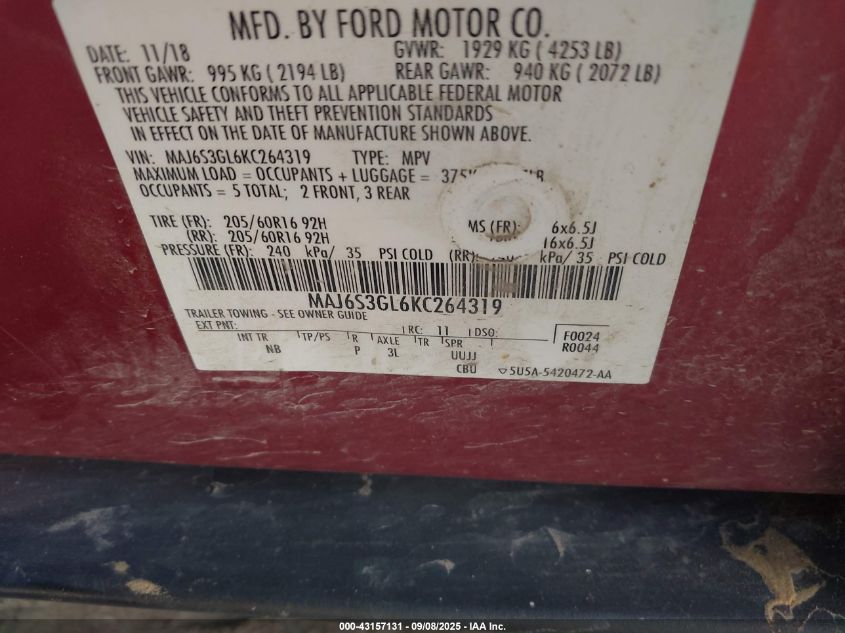 MFD. BY FORD MOTOR CO.
DATE: 11/18 GVWR: 1929 KG ( 4253 LB)
FRONT GAWR: 995 KG ( 2194 LB) REAR GAWR: 940 KG ( 2072 LB)
THIS VEHICLE CONFORMS TO ALL APPLICABLE FEDERAL MOTOR
VEHICLE SAFETY AND THEFT PREVENTION STANDARDS
IN EFFECT ON THE DATE OF MANUFACTURE SHOWN ABOVE.
VIN: MAJ6S3GL6KC264319 TYPE: MPV
MAXIMUM LOAD = OCCUPANTS + LUGGAGE = 375
OCCUPANTS = 5 TOTAL; 2 FRONT, 3 REAR
TIRE (FR): 205/60R16 92H MS (FR): 6x6.5J
(RR): 205/60R16 92H 16x6.5J
PRESSURE (FR): 240 kPa/ 35 PSI COLD (RR): kPa/ 35 PSI COLD
MAJ6S3GL6KC264319
TRAILER TOWING - SEE OWNER GUIDE
EXT PNT: RC: 11 DSO: F0024
INT TR TP/PS R AXLE TR SPR R0044
NB P 3L UUJJ
CBU 5U5A-5420472-AA
000-43157131 - 09/08/2025 - IAA Inc.